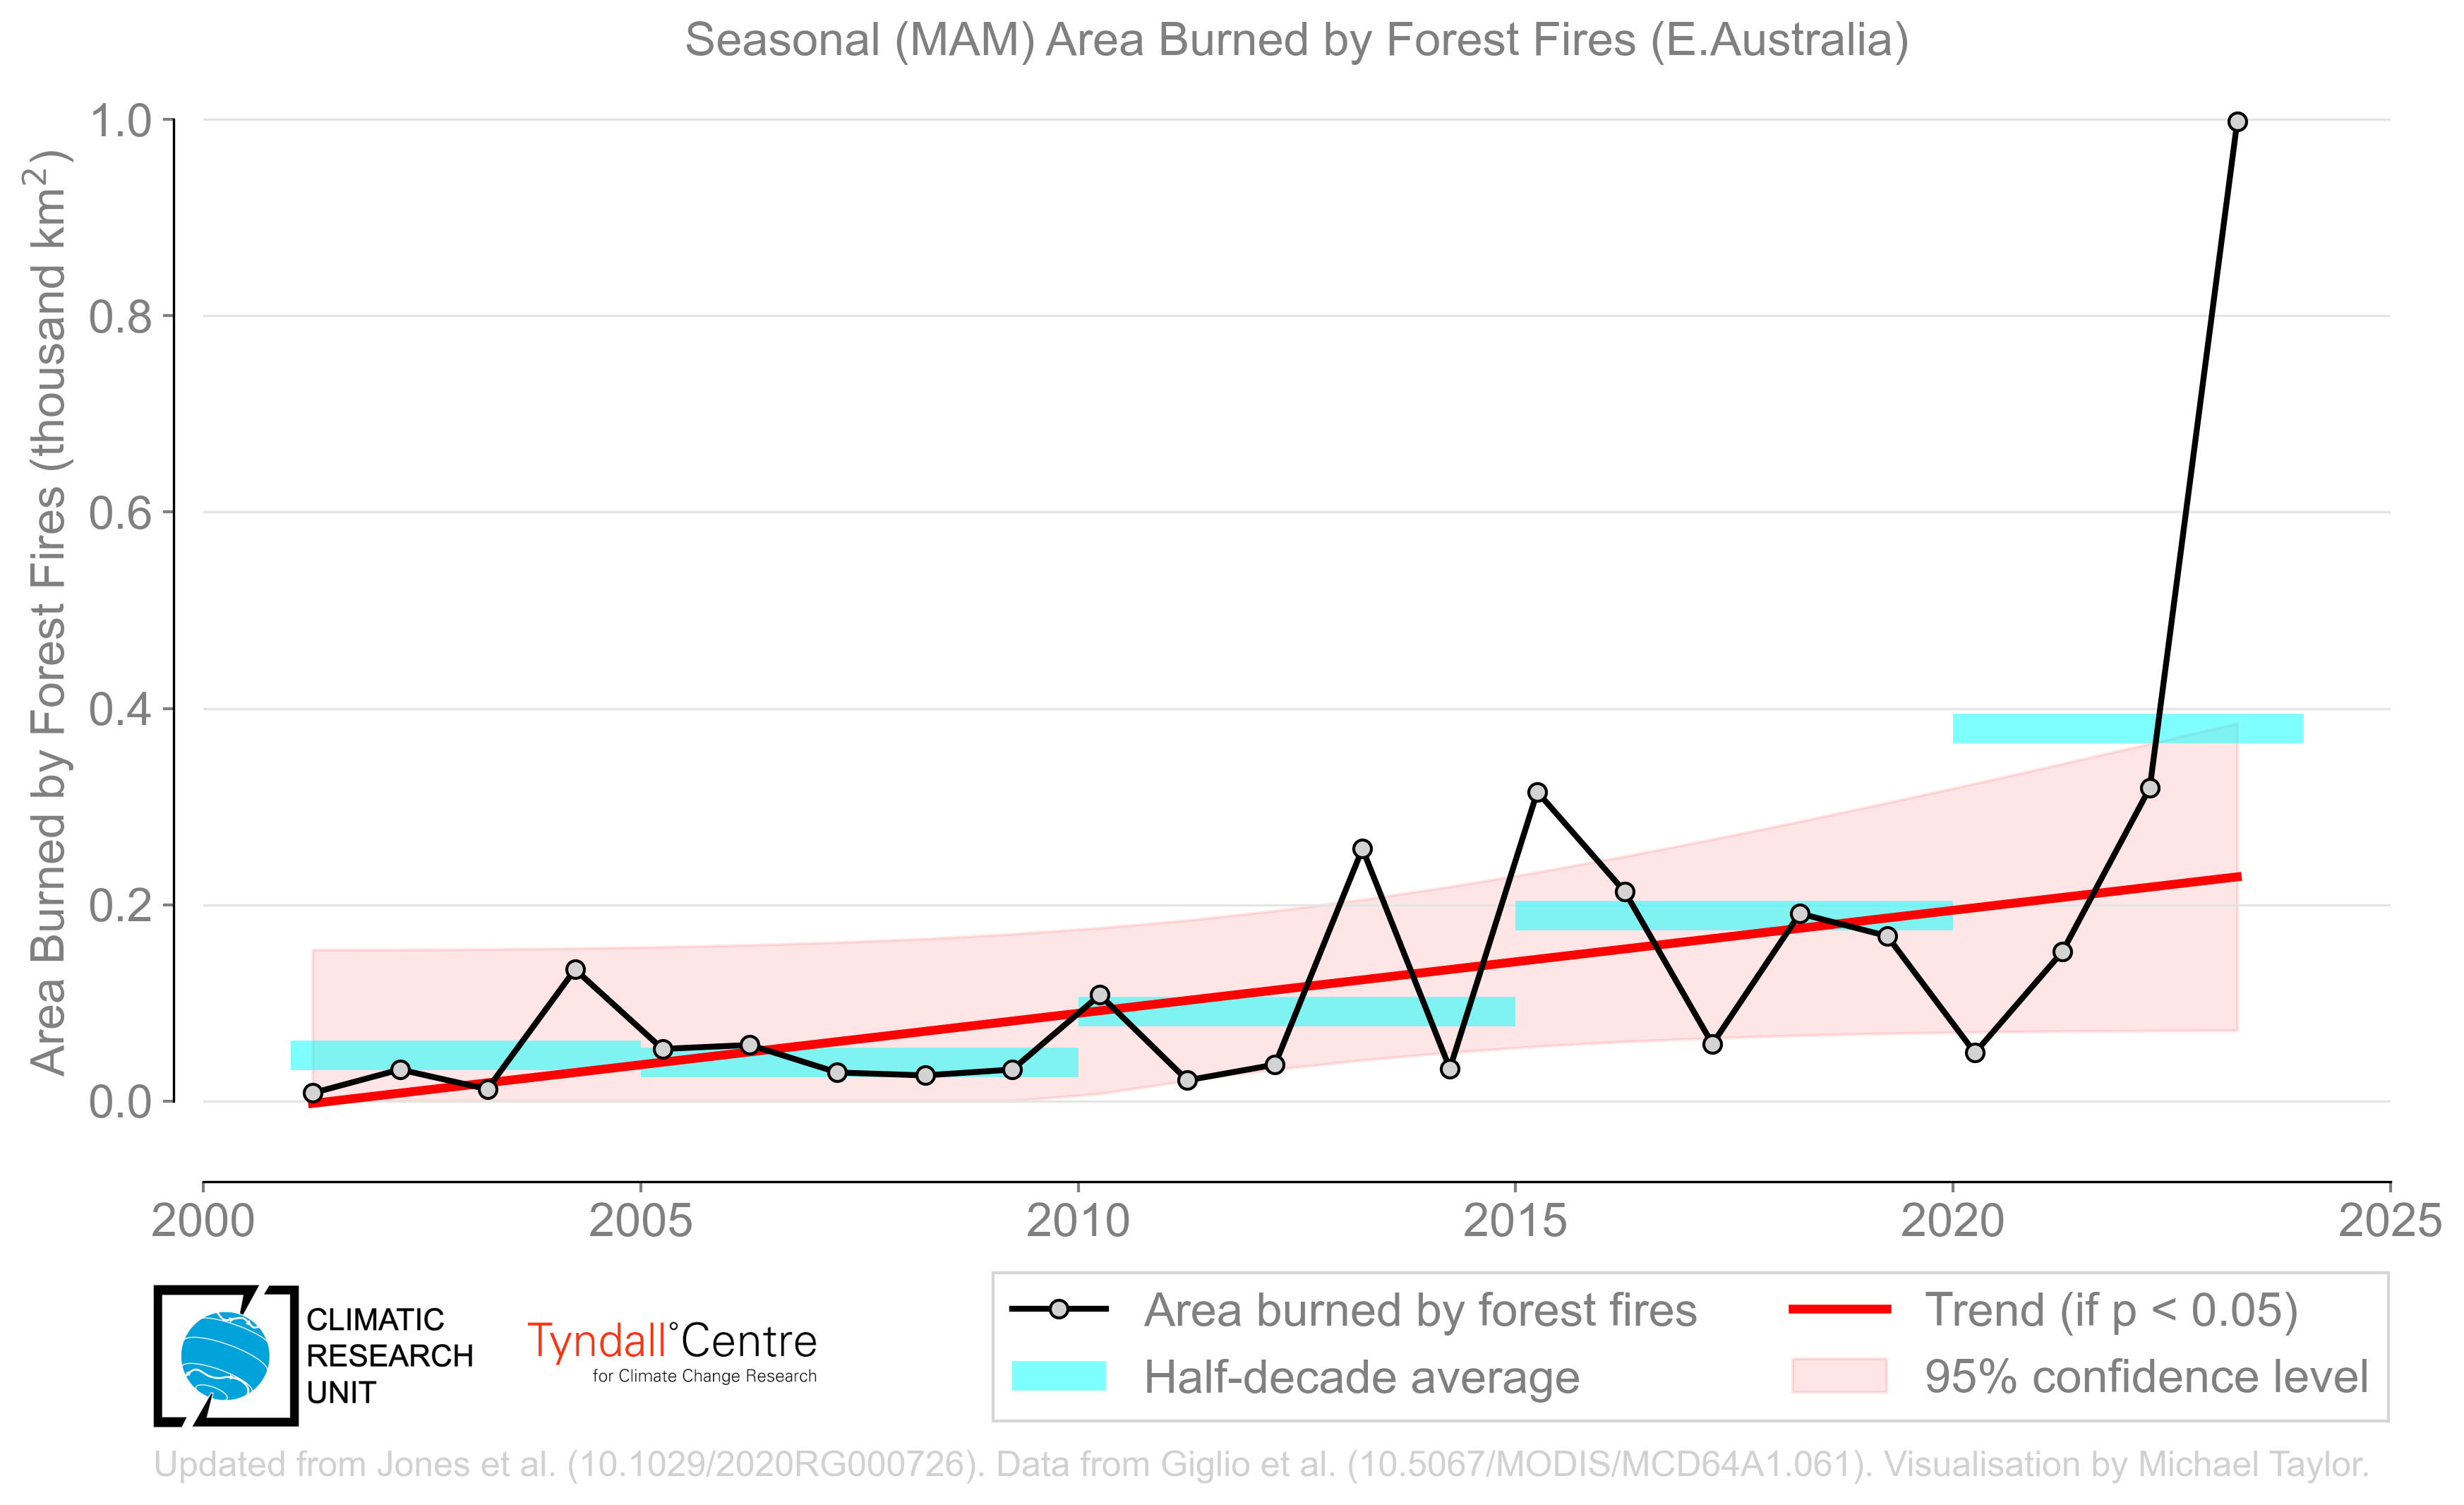 Seasonal (MAM) Area Burned by Forest Fires (E.Australia)
Area Burned by Forest Fires (thousand km²)
1.0
0.8
0.6
0.4
0.2
0.0
2000 2005 2010 2015 2020 2025
Area burned by forest fires
Trend (if p < 0.05)
Half-decade average
95% confidence level
CLIMATIC
RESEARCH
UNIT
Tyndall°Centre
for Climate Change Research
Updated from Jones et al. (10.1029/2020RG000726). Data from Giglio et al. (10.5067/MODIS/MCD64A1.061). Visualisation by Michael Taylor.